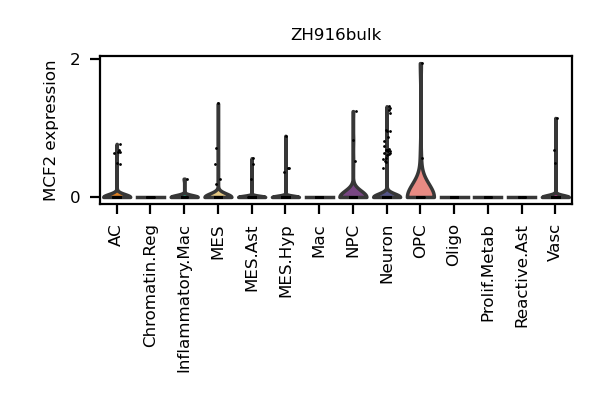 ZH916bulk
MCF2 expression
2
0
AC
Chromatin.Reg
Inflammatory.Mac
MES
MES.Ast
MES.Hyp
Mac
NPC
Neuron
OPC
Oligo
Prolif.Metab
Reactive.Ast
Vasc